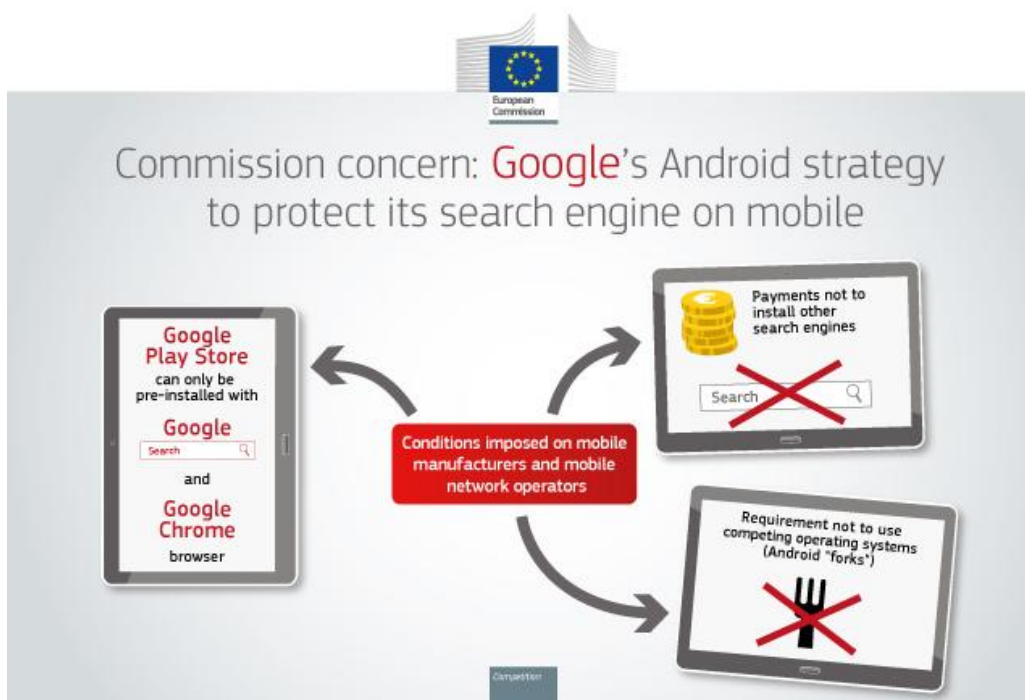 European
Commission
Commission concern: Google's Android strategy
to protect its search engine on mobile
Google
Play Store
can only be
pre-installed with
Google
Search
and
Google
Chrome
browser
Conditions imposed on mobile
manufacturers and mobile
network operators
Payments not to
install other
search engines
Search
Requirement not to use
competing operating systems
(Android "forks")
Competition